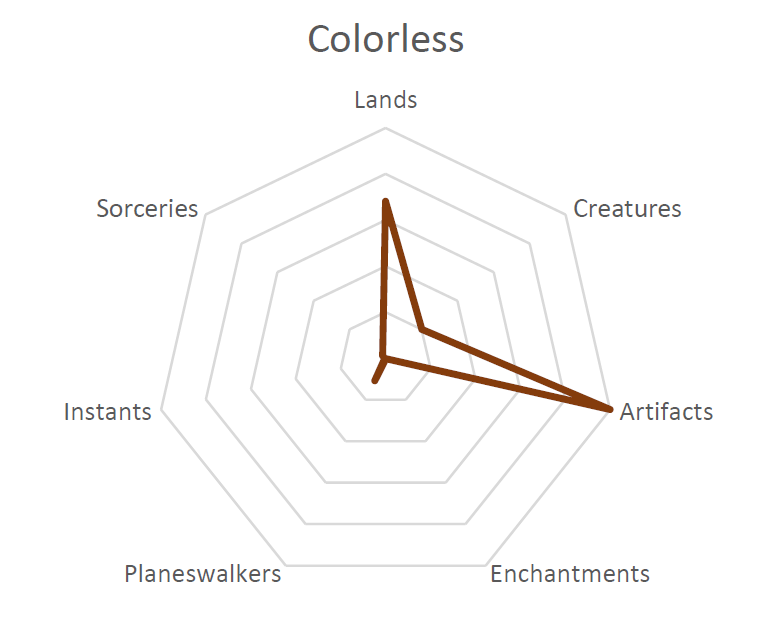 Colorless
Lands
Sorceries
Creatures
Instants
Artifacts
Planeswalkers
Enchantments